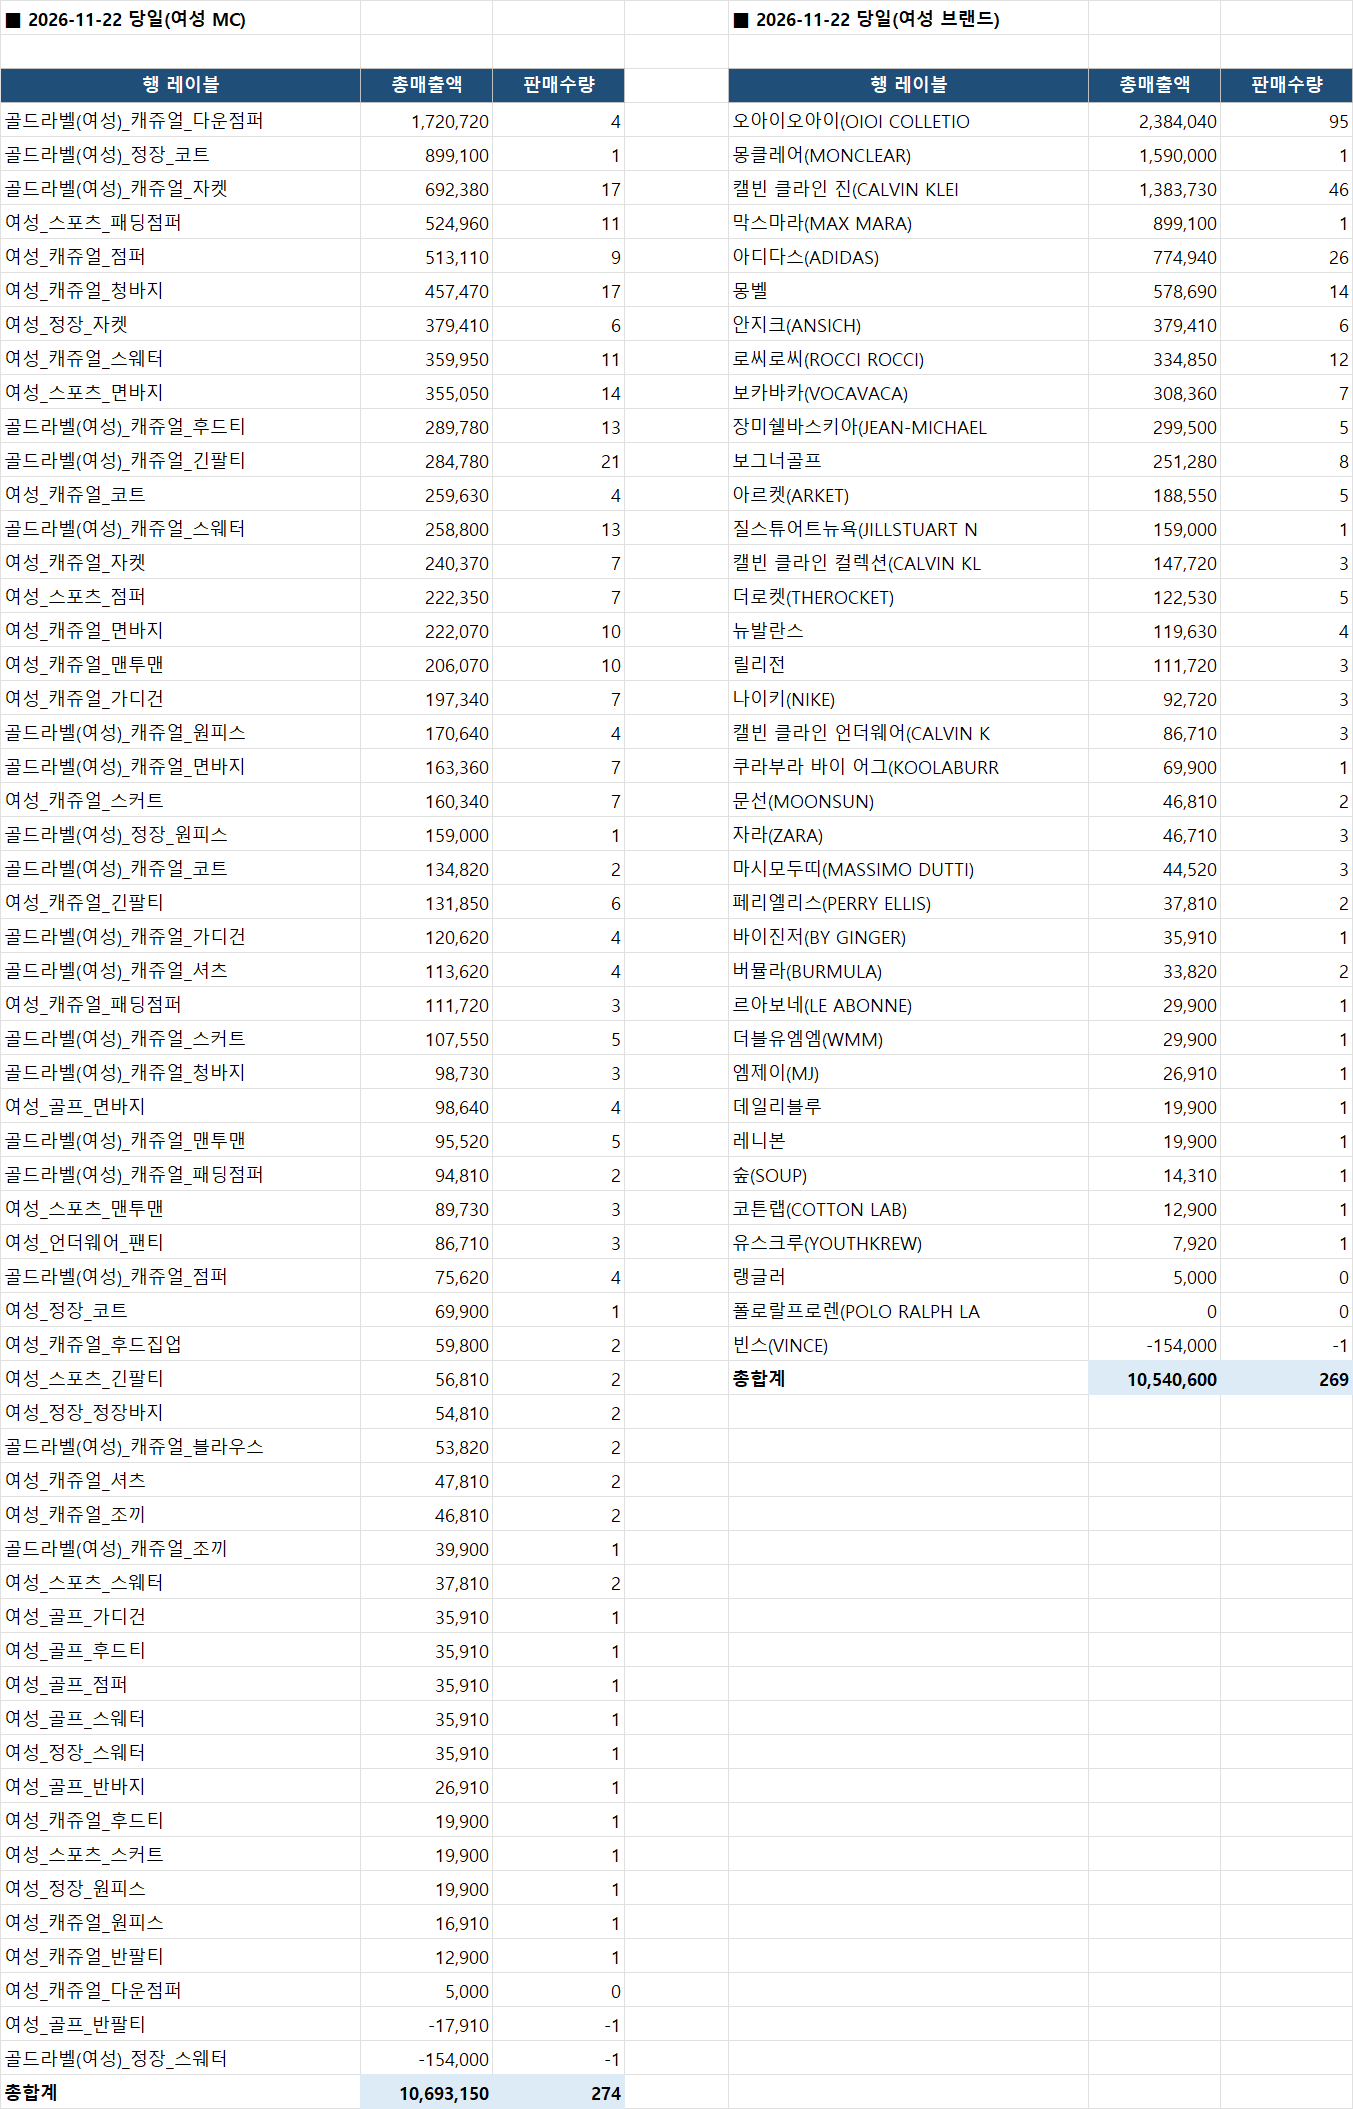 ■ 2026-11-22 당일(여성 MC) ■ 2026-11-22 당일(여성 브랜드)
행 레이블 총매출액 판매수량 행 레이블 총매출액 판매수량
골드라벨(여성)_캐쥬얼_다운점퍼 1,720,720 4 오아이오아이(OIOI COLLETIO 2,384,040 95
골드라벨(여성)_정장_코트 899,100 1 몽클레어(MONCLEAR) 1,590,000 1
골드라벨(여성)_캐쥬얼_자켓 692,380 17 캘빈 클라인 진(CALVIN KLEI 1,383,730 46
여성_스포츠_패딩점퍼 524,960 11 막스마라(MAX MARA) 899,100 1
여성_캐쥬얼_점퍼 513,110 9 아디다스(ADIDAS) 774,940 26
여성_캐쥬얼_청바지 457,470 17 몽벨 578,690 14
여성_정장_자켓 379,410 6 안지크(ANSICH) 379,410 6
여성_캐쥬얼_스웨터 359,950 11 로씨로씨(ROCCI ROCCI) 334,850 12
여성_스포츠_면바지 355,050 14 보카바카(VOCAVACA) 308,360 7
골드라벨(여성)_캐쥬얼_후드티 289,780 13 장미쉘바스키아(JEAN-MICHAEL 299,500 5
골드라벨(여성)_캐쥬얼_긴팔티 284,780 21 보그너골프 251,280 8
여성_캐쥬얼_코트 259,630 4 아르켓(ARKET) 188,550 5
골드라벨(여성)_캐쥬얼_스웨터 258,800 13 질스튜어트뉴욕(JILLSTUART N 159,000 1
여성_캐쥬얼_자켓 240,370 7 캘빈 클라인 컬렉션(CALVIN KL 147,720 3
여성_스포츠_점퍼 222,350 7 더로켓(THEROCKET) 122,530 5
여성_캐쥬얼_면바지 222,070 10 뉴발란스 119,630 4
여성_캐쥬얼_맨투맨 206,070 10 릴리전 111,720 3
여성_캐쥬얼_가디건 197,340 7 나이키(NIKE) 92,720 3
골드라벨(여성)_캐쥬얼_원피스 170,640 4 캘빈 클라인 언더웨어(CALVIN K 86,710 3
골드라벨(여성)_캐쥬얼_면바지 163,360 7 쿠라부라 바이 어그(KOOLABURR 69,900 1
여성_캐쥬얼_스커트 160,340 7 문선(MOONSUN) 46,810 2
골드라벨(여성)_정장_원피스 159,000 1 자라(ZARA) 46,710 3
골드라벨(여성)_캐쥬얼_코트 134,820 2 마시모두띠(MASSIMO DUTTI) 44,520 3
여성_캐쥬얼_긴팔티 131,850 6 페리엘리스(PERRY ELLIS) 37,810 2
골드라벨(여성)_캐쥬얼_가디건 120,620 4 바이진저(BY GINGER) 35,910 1
골드라벨(여성)_캐쥬얼_셔츠 113,620 4 버뮬라(BURMULA) 33,820 2
여성_캐쥬얼_패딩점퍼 111,720 3 르아보네(LE ABONNE) 29,900 1
골드라벨(여성)_캐쥬얼_스커트 107,550 5 더블유엠엠(WMM) 29,900 1
골드라벨(여성)_캐쥬얼_청바지 98,730 3 엠제이(MJ) 26,910 1
여성_골프_면바지 98,640 4 데일리블루 19,900 1
골드라벨(여성)_캐쥬얼_맨투맨 95,520 5 레니본 19,900 1
골드라벨(여성)_캐쥬얼_패딩점퍼 94,810 2 숲(SOUP) 14,310 1
여성_스포츠_맨투맨 89,730 3 코튼랩(COTTON LAB) 12,900 1
여성_언더웨어_팬티 86,710 3 유스크루(YOUTHKREW) 7,920 1
골드라벨(여성)_캐쥬얼_점퍼 75,620 4 랭글러 5,000 0
여성_정장_코트 69,900 1 폴로랄프로렌(POLO RALPH LA 0 0
여성_캐쥬얼_후드집업 59,800 2 빈스(VINCE) -154,000 -1
여성_스포츠_긴팔티 56,810 2 총합계 10,540,600 269
여성_정장_정장바지 54,810 2
골드라벨(여성)_캐쥬얼_블라우스 53,820 2
여성_캐쥬얼_셔츠 47,810 2
여성_캐쥬얼_조끼 46,810 2
골드라벨(여성)_캐쥬얼_조끼 39,900 1
여성_스포츠_스웨터 37,810 2
여성_골프_가디건 35,910 1
여성_골프_후드티 35,910 1
여성_골프_점퍼 35,910 1
여성_골프_스웨터 35,910 1
여성_정장_스웨터 35,910 1
여성_골프_반바지 26,910 1
여성_캐쥬얼_후드티 19,900 1
여성_스포츠_스커트 19,900 1
여성_정장_원피스 19,900 1
여성_캐쥬얼_원피스 16,910 1
여성_캐쥬얼_반팔티 12,900 1
여성_캐쥬얼_다운점퍼 5,000 0
여성_골프_반팔티 -17,910 -1
골드라벨(여성)_정장_스웨터 -154,000 -1
총합계 10,693,150 274